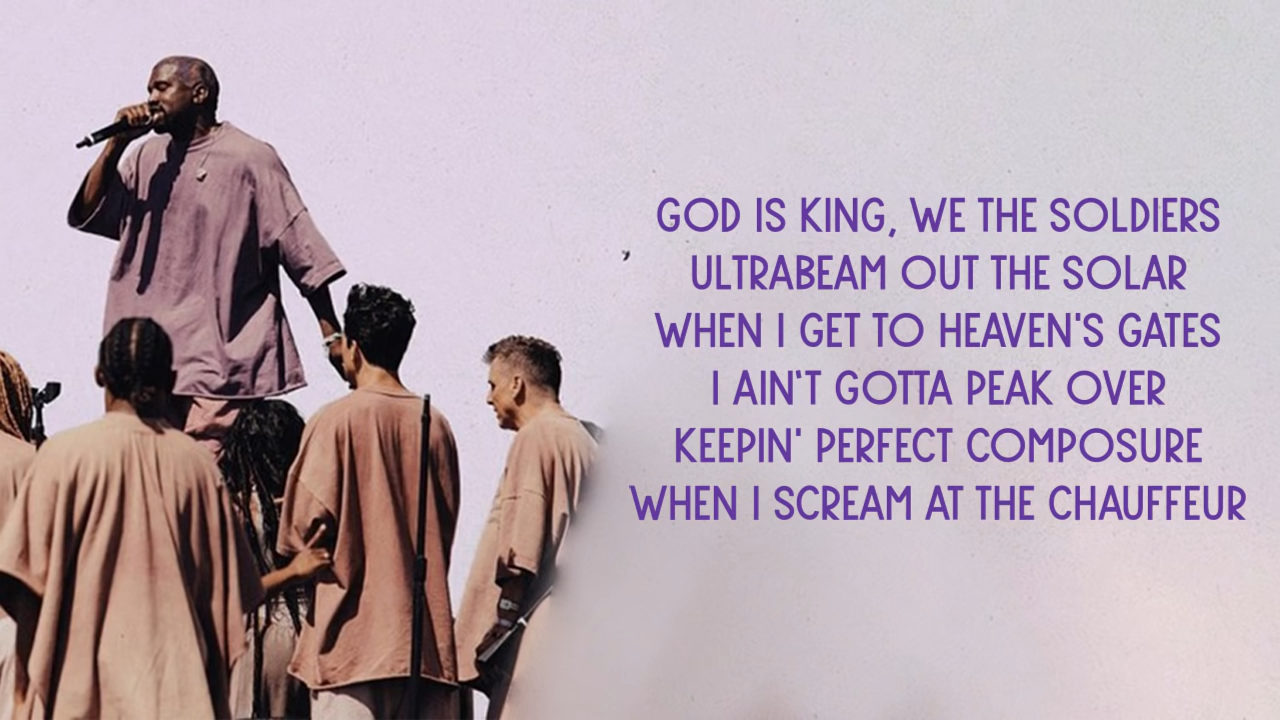 GOD IS KING, WE THE SOLDIERS
ULTRABEAM OUT THE SOLAR
WHEN I GET TO HEAVEN'S GATES
I AIN'T GOTTA PEAK OVER
KEEPIN' PERFECT COMPOSURE
WHEN I SCREAM AT THE CHAUFFEUR